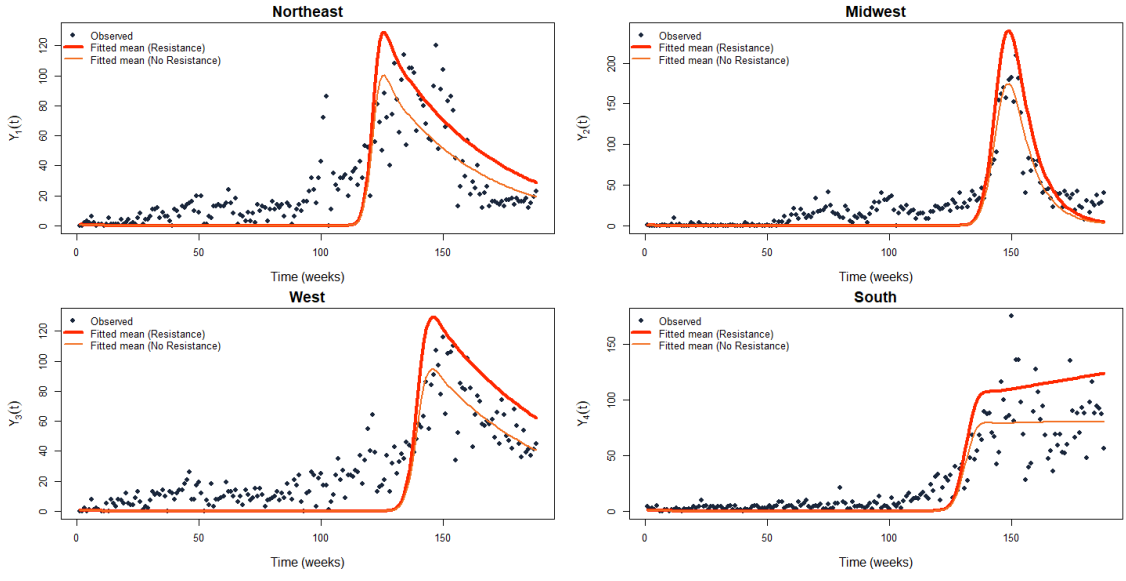 Northeast
Observed
Fitted mean (Resistance)
Fitted mean (No Resistance)
Y1(t)
0 20 40 60 80 100 120
0 50 100 150
Time (weeks)
Midwest
Observed
Fitted mean (Resistance)
Fitted mean (No Resistance)
Y2(t)
0 50 100 150 200
0 50 100 150
Time (weeks)
West
Observed
Fitted mean (Resistance)
Fitted mean (No Resistance)
Y3(t)
0 20 40 60 80 100 120
0 50 100 150
Time (weeks)
South
Observed
Fitted mean (Resistance)
Fitted mean (No Resistance)
Y4(t)
0 50 100 150
0 50 100 150
Time (weeks)